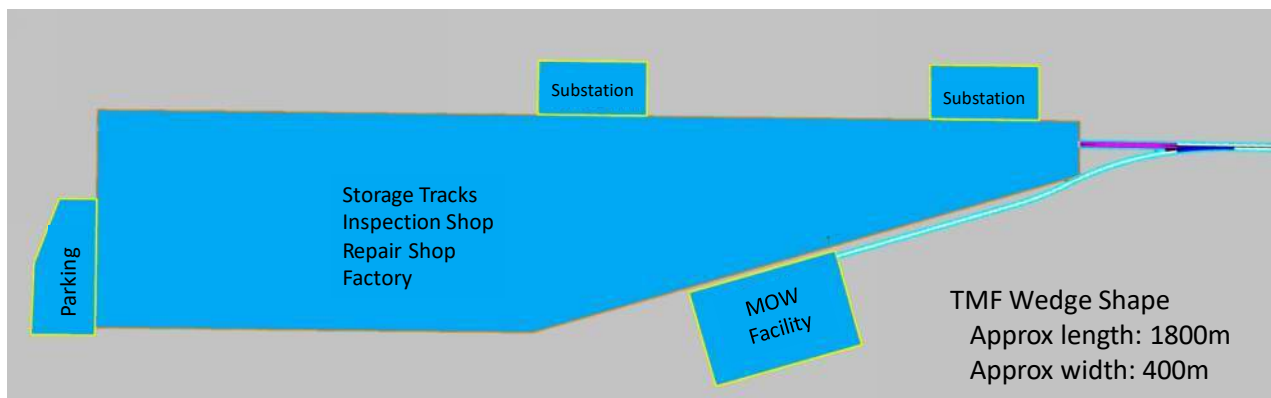 Substation
Substation
Storage Tracks
Inspection Shop
Repair Shop
Factory
Parking
MOW
Facility
TMF Wedge Shape
Approx length: 1800m
Approx width: 400m